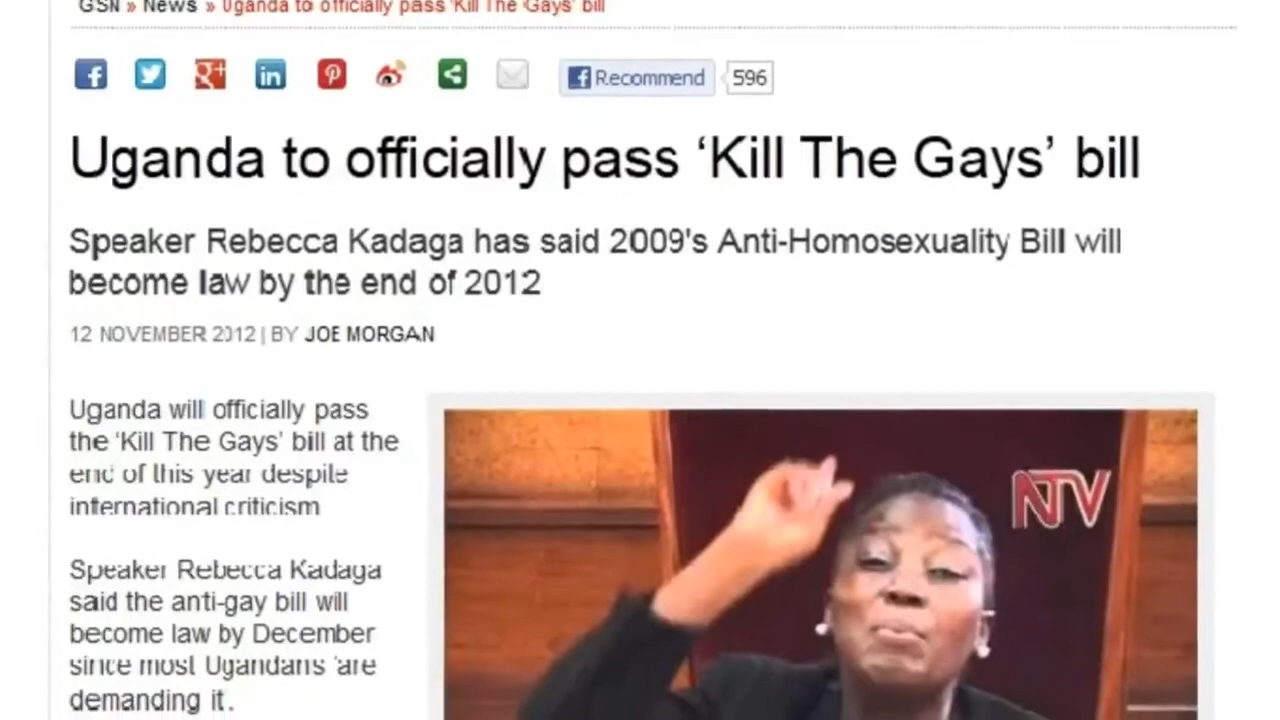 GSN » News » Uganda to officially pass 'Kill The Gays' bill
Recommend 596
Uganda to officially pass ‘Kill The Gays’ bill
Speaker Rebecca Kadaga has said 2009's Anti-Homosexuality Bill will
become law by the end of 2012
12 NOVEMBER 2012 | BY JOE MORGAN
Uganda will officially pass
the ‘Kill The Gays’ bill at the
end of this year despite
international criticism
NTV
Speaker Rebecca Kadaga
said the anti-gay bill will
become law by December
since most Ugandans ‘are
demanding it.